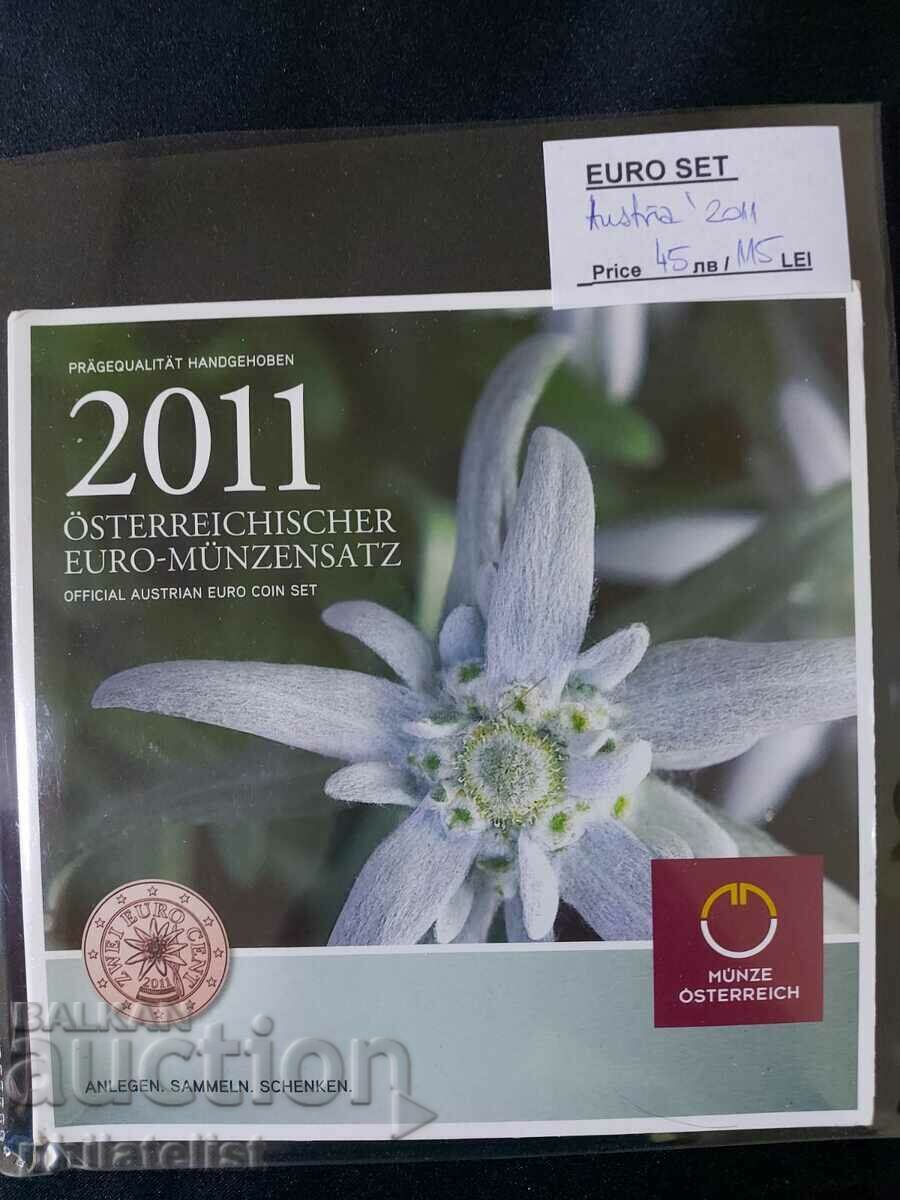 EURO SET
Austria' 2011
Price 45 лв / 115 LEI
PRÄGEQUALITÄT HANDGEHOBEN
2011
ÖSTERREICHISCHER
EURO-MÜNZENSATZ
OFFICIAL AUSTRIAN EURO COIN SET
ZWEI EURO CENT
2011
MÜNZE
ÖSTERREICH
BALKAN
auction
ANLEGEN. SAMMELN. SCHENKEN.
philatelist